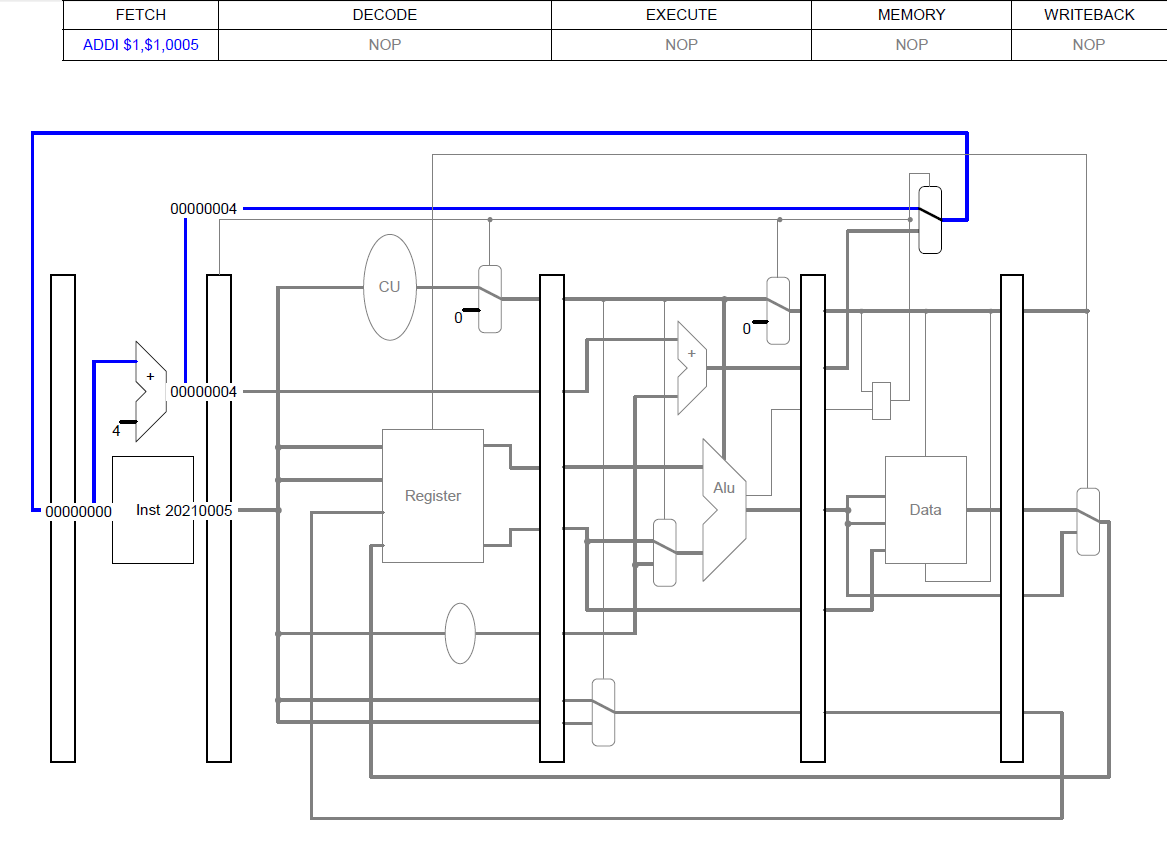 FETCH DECODE EXECUTE MEMORY WRITEBACK
ADDI $1,$1,0005 NOP NOP NOP NOP
00000004
CU
0
0
+
+
00000004
4
Alu
Register
00000000 Inst 20210005
Data